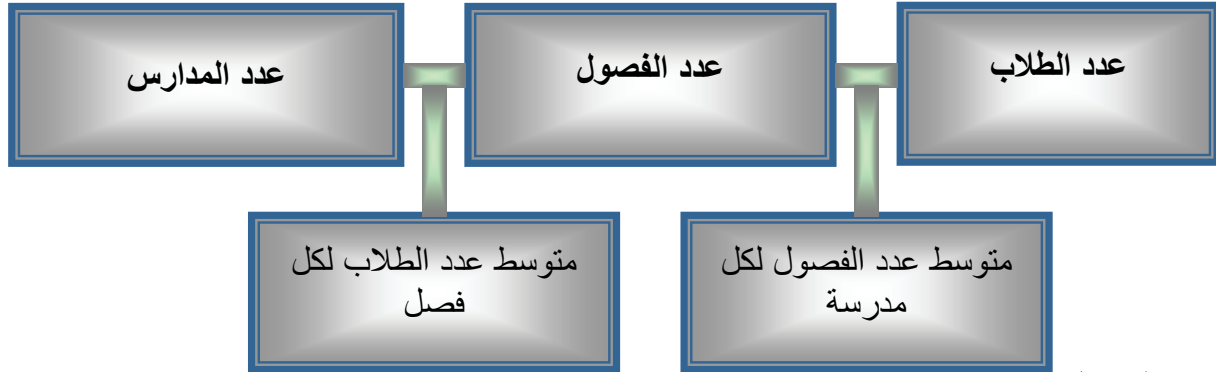 عدد الطلاب
عدد الفصول
عدد المدارس
متوسط عدد الفصول لكل
مدرسة
متوسط عدد الطلاب لكل
فصل